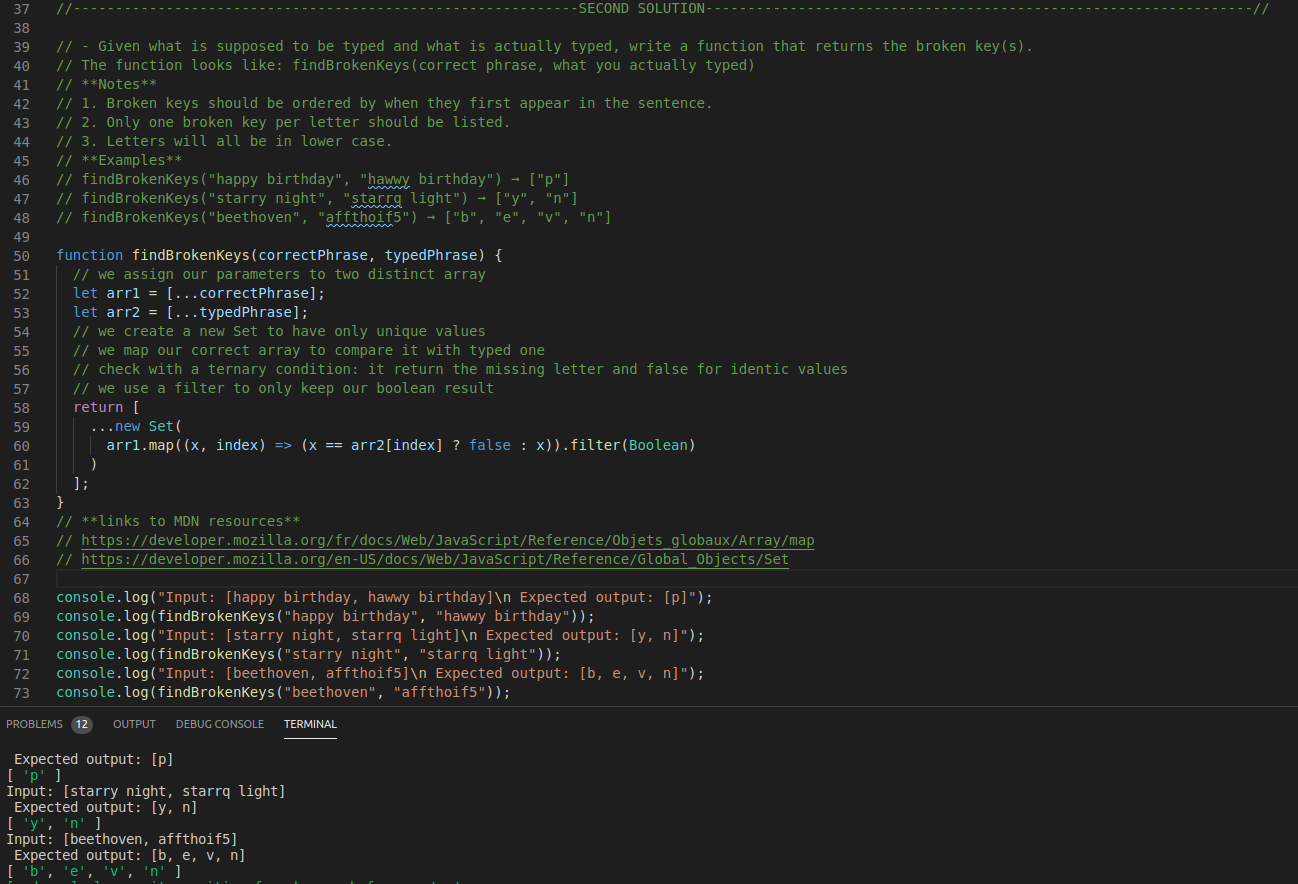 37 //------------------------------------------------------------SECOND SOLUTION-----------------------------------------------------------------//
38
39 // - Given what is supposed to be typed and what is actually typed, write a function that returns the broken key(s).
40 // The function looks like: findBrokenKeys(correct phrase, what you actually typed)
41 // **Notes**
42 // 1. Broken keys should be ordered by when they first appear in the sentence.
43 // 2. Only one broken key per letter should be listed.
44 // 3. Letters will all be in lower case.
45 // **Examples**
46 // findBrokenKeys("happy birthday", "hawwy birthday") → ["p"]
47 // findBrokenKeys("starry night", "starrq light") → ["y", "n"]
48 // findBrokenKeys("beethoven", "affthoif5") → ["b", "e", "v", "n"]
49
50 function findBrokenKeys(correctPhrase, typedPhrase) {
51 // we assign our parameters to two distinct array
52 let arr1 = [...correctPhrase];
53 let arr2 = [...typedPhrase];
54 // we create a new Set to have only unique values
55 // we map our correct array to compare it with typed one
56 // check with a ternary condition: it return the missing letter and false for identic values
57 // we use a filter to only keep our boolean result
58 return [
59 ...new Set(
60 arr1.map((x, index) => (x == arr2[index] ? false : x)).filter(Boolean)
61 )
62 ];
63 }
64 // **links to MDN resources**
65 // https://developer.mozilla.org/fr/docs/Web/JavaScript/Reference/Objets_globaux/Array/map
66 // https://developer.mozilla.org/en-US/docs/Web/JavaScript/Reference/Global_Objects/Set
67
68 console.log("Input: [happy birthday, hawwy birthday]\n Expected output: [p]");
69 console.log(findBrokenKeys("happy birthday", "hawwy birthday"));
70 console.log("Input: [starry night, starrq light]\n Expected output: [y, n]");
71 console.log(findBrokenKeys("starry night", "starrq light"));
72 console.log("Input: [beethoven, affthoif5]\n Expected output: [b, e, v, n]");
73 console.log(findBrokenKeys("beethoven", "affthoif5"));
PROBLEMS 12 OUTPUT DEBUG CONSOLE TERMINAL
Expected output: [p]
[ 'p' ]
Input: [starry night, starrq light]
Expected output: [y, n]
[ 'y', 'n' ]
Input: [beethoven, affthoif5]
Expected output: [b, e, v, n]
[ 'b', 'e', 'v', 'n' ]